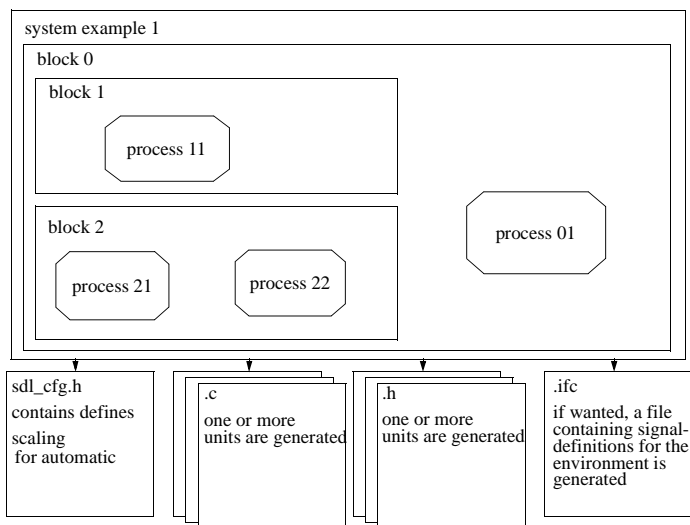 system example 1
block 0
block 1
process 11
process 01
block 2
process 21
process 22
sdl_cfg.h
contains defines
scaling
for automatic
.c
one or more
units are generated
.h
one or more
units are generated
.ifc
if wanted, a file
containing signal-
definitions for the
environment is
generated